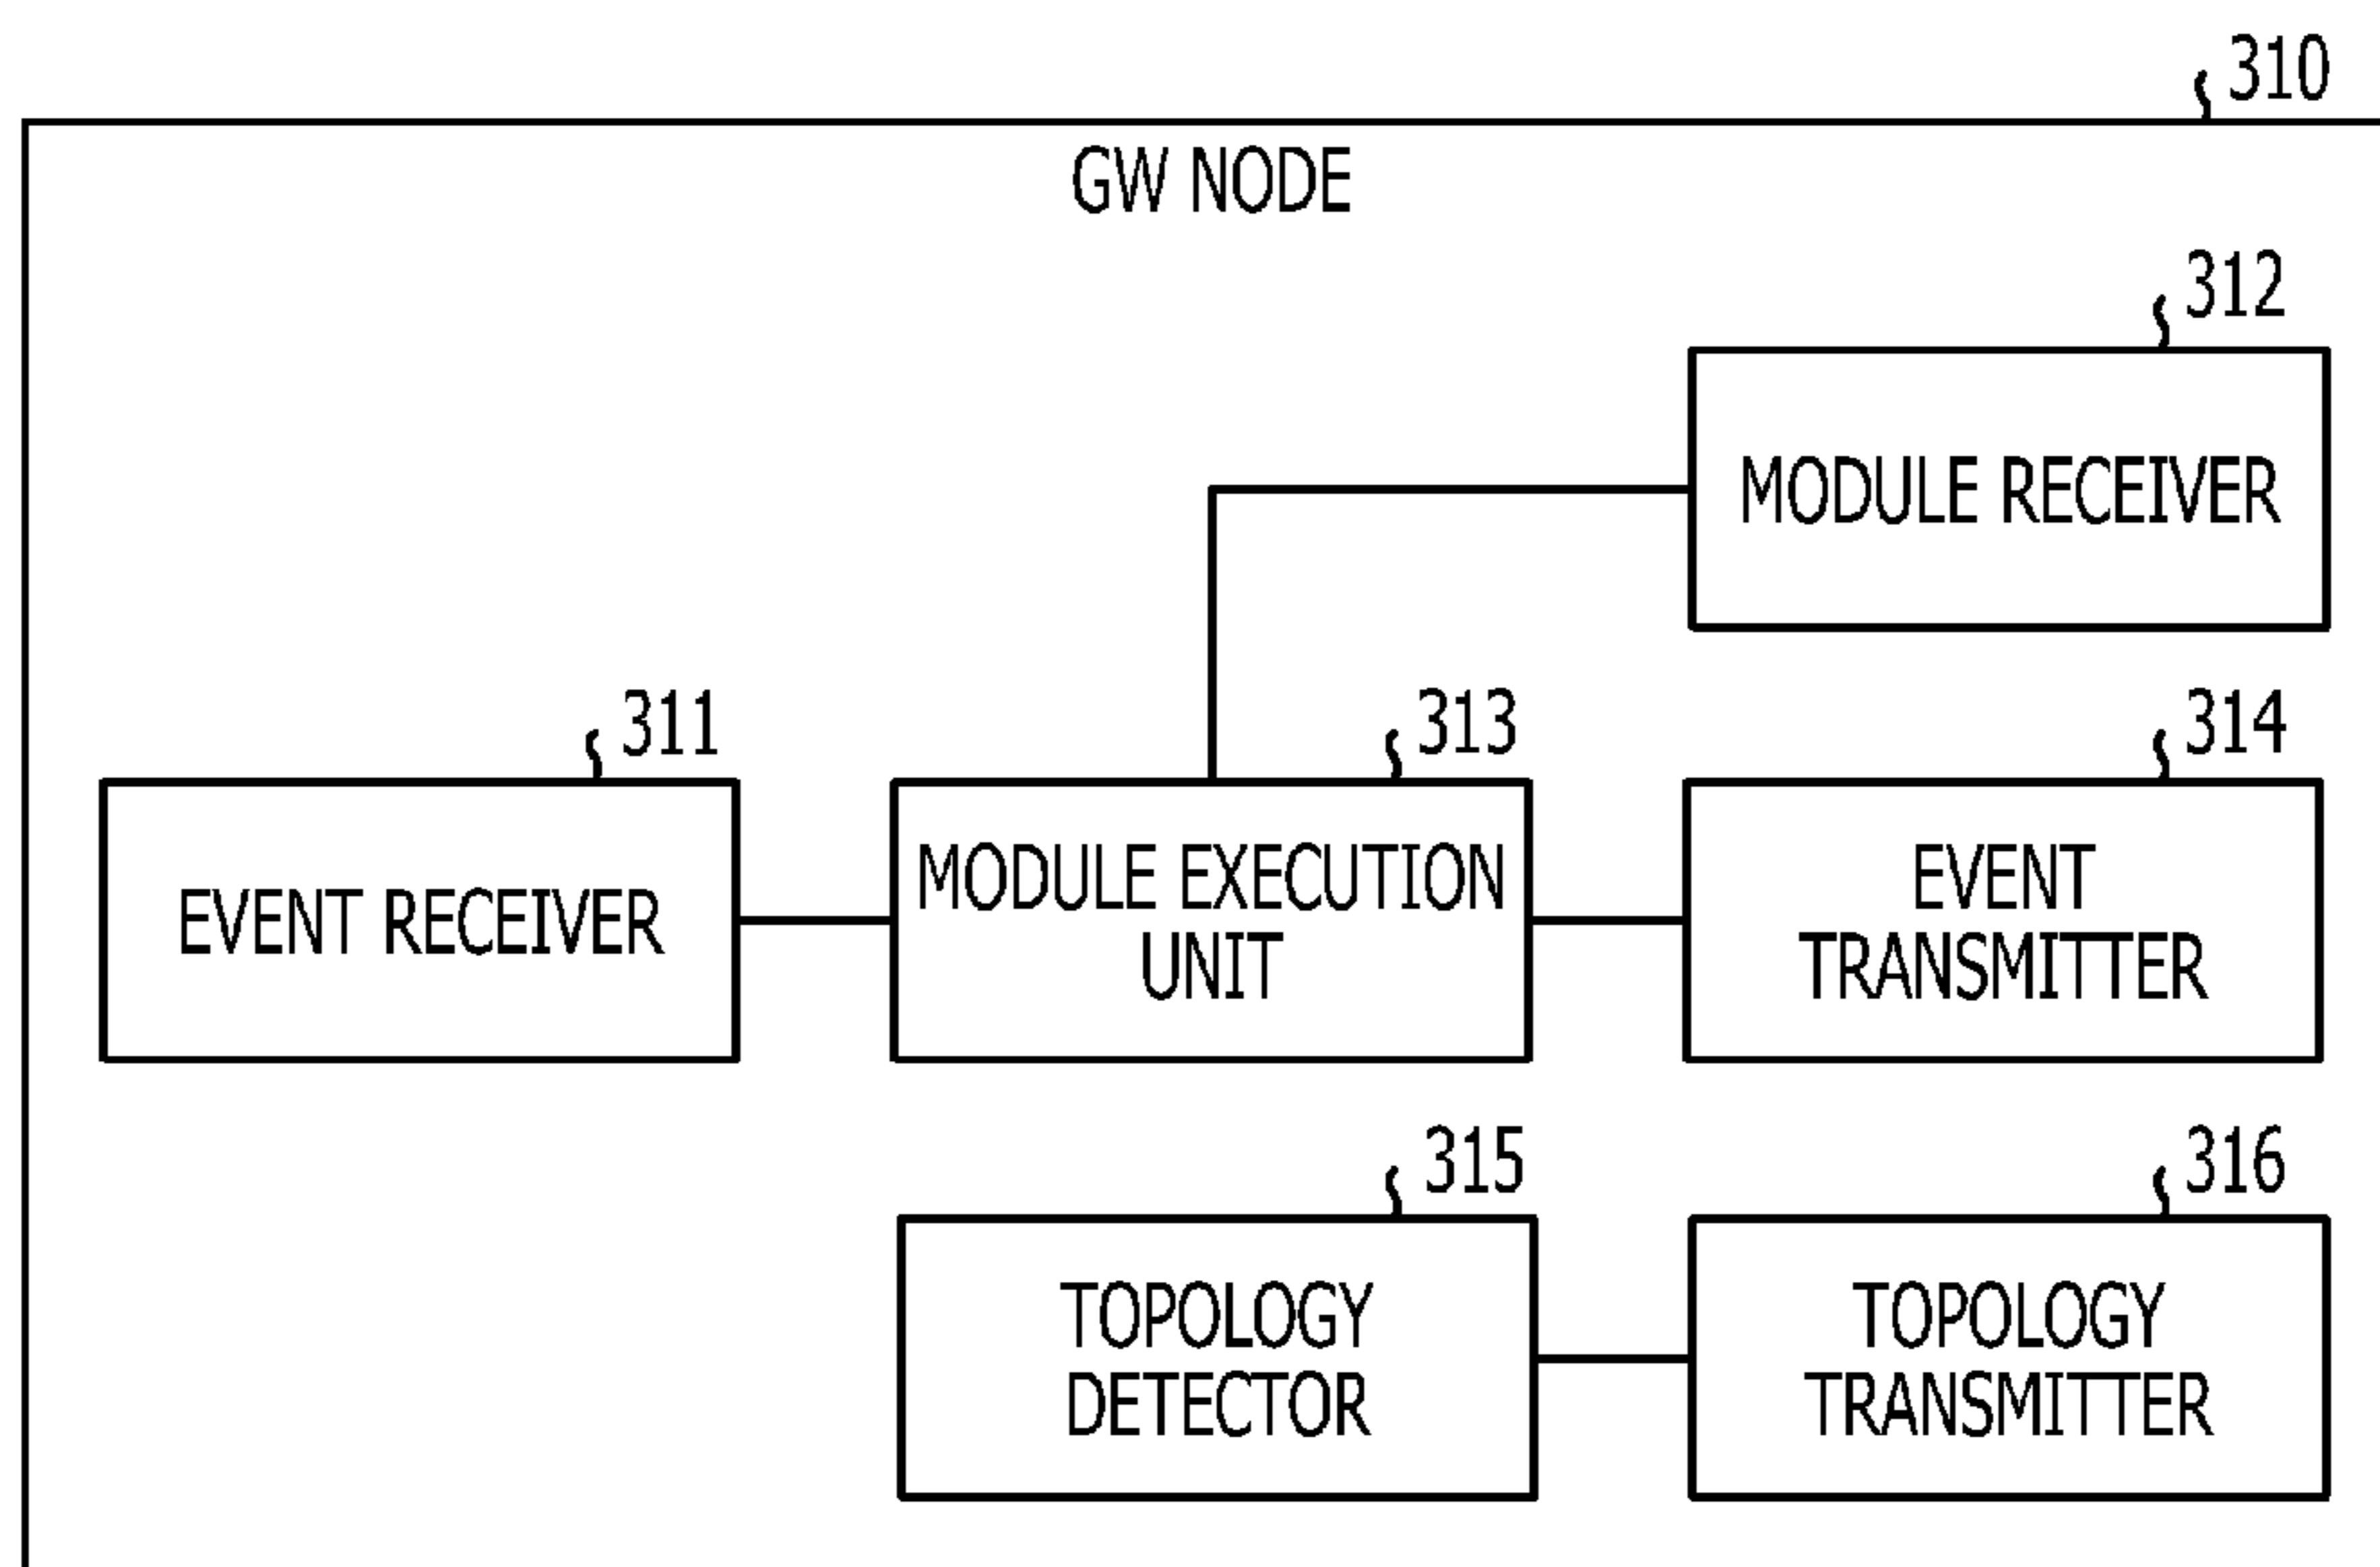 310
GW NODE
312
MODULE RECEIVER
311
313
314
EVENT RECEIVER
MODULE EXECUTION
UNIT
EVENT
TRANSMITTER
315
316
TOPOLOGY
DETECTOR
TOPOLOGY
TRANSMITTER